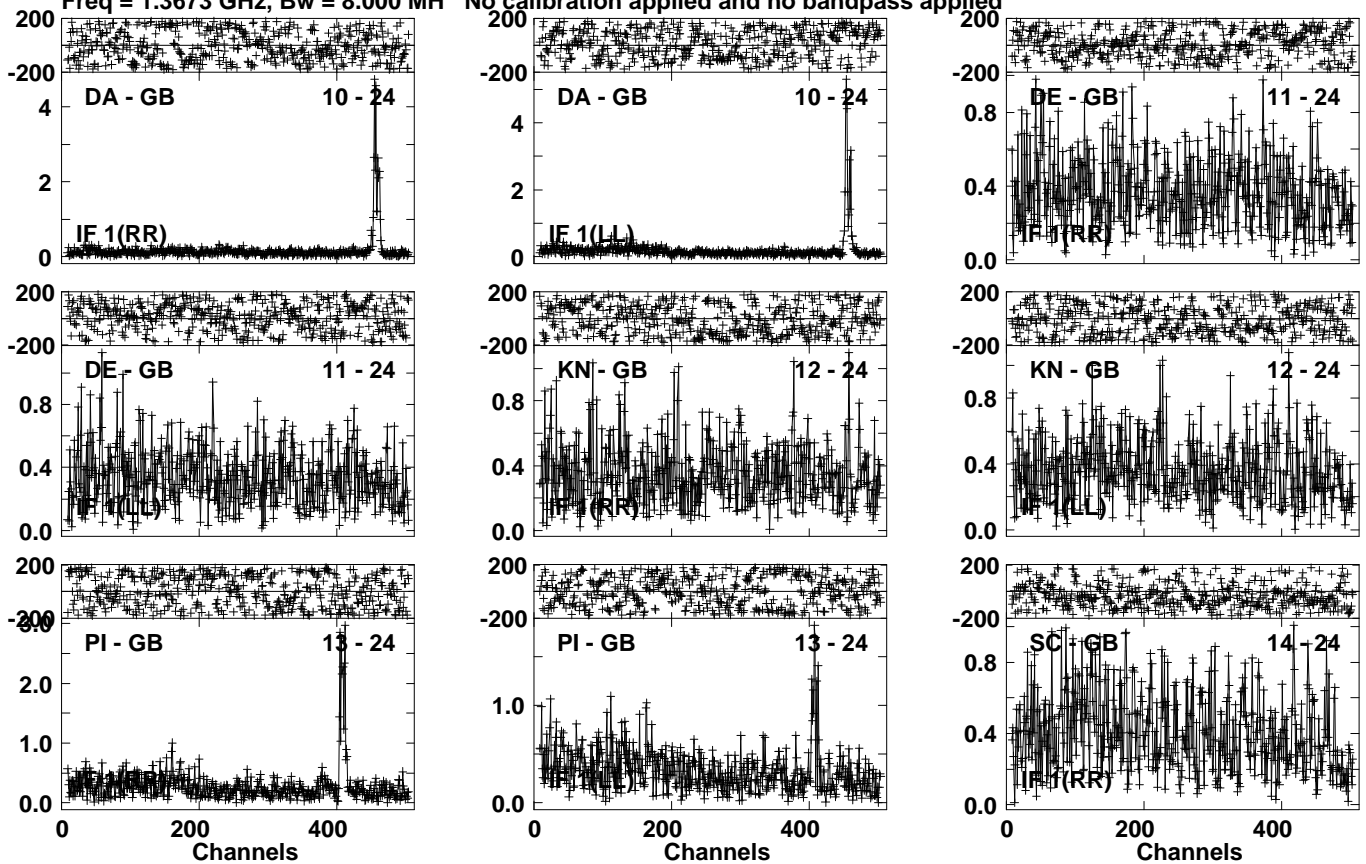 Freq = 1.3673 GHz, Bw = 8.000 MH No calibration applied and no bandpass applied
200 200 200
-200 -200 -200
DA - GB 10 - 24 DA - GB 10 - 24 DE - GB 11 - 24
4 4 0.8
2 2 0.4
IF 1(RR) IF 1(LL) IF 1(RR)
0 0 0.0
200 200 200
-200 -200 -200
DE - GB 11 - 24 KN - GB 12 - 24 KN - GB 12 - 24
0.8 0.8 0.8
0.4 0.4 0.4
IF 1(LL) IF 1(RR) IF 1(LL)
0.0 0.0 0.0
200 200 200
-200 -200 -200
3.0
PI - GB 13 - 24 PI - GB 13 - 24 SC - GB 14 - 24
2.0 0.8
1.0 1.0 0.4
IF 1(RR) IF 1(LL) IF 1(RR)
0.0 0.0 0.0
0 200 400 0 200 400 0 200 400
Channels Channels Channels